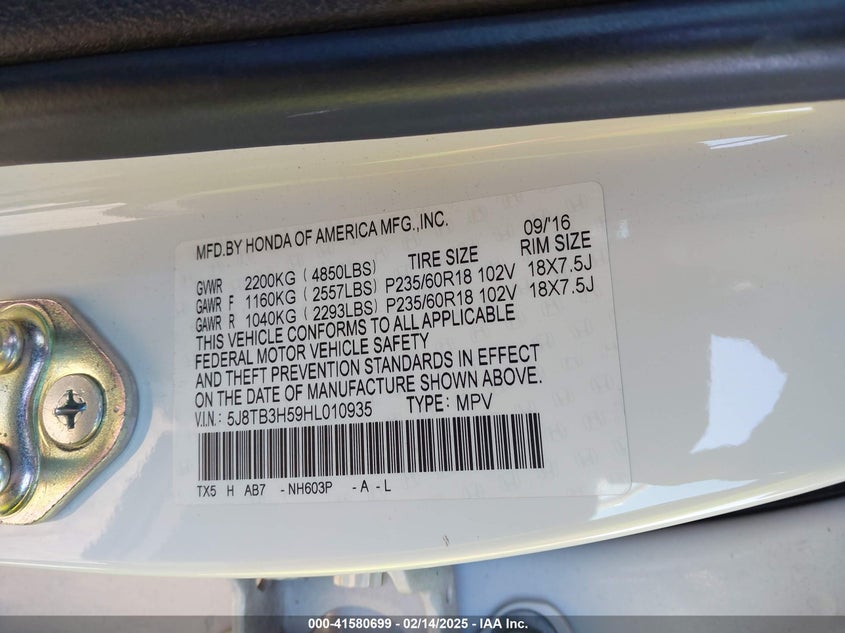 MFD.BY HONDA OF AMERICA MFG.,INC. 09/'16
TIRE SIZE RIM SIZE
GVWR 2200KG ( 4850LBS)
GAWR F 1160KG ( 2557LBS) P235/60R18 102V 18X7.5J
GAWR R 1040KG ( 2293LBS) P235/60R18 102V 18X7.5J
THIS VEHICLE CONFORMS TO ALL APPLICABLE
FEDERAL MOTOR VEHICLE SAFETY
AND THEFT PREVENTION STANDARDS IN EFFECT
ON THE DATE OF MANUFACTURE SHOWN ABOVE.
V.I.N.: 5J8TB3H59HL010935 TYPE: MPV
TX5 H AB7 -NH603P -A-L
000-41580699 - 02/14/2025 - IAA Inc.